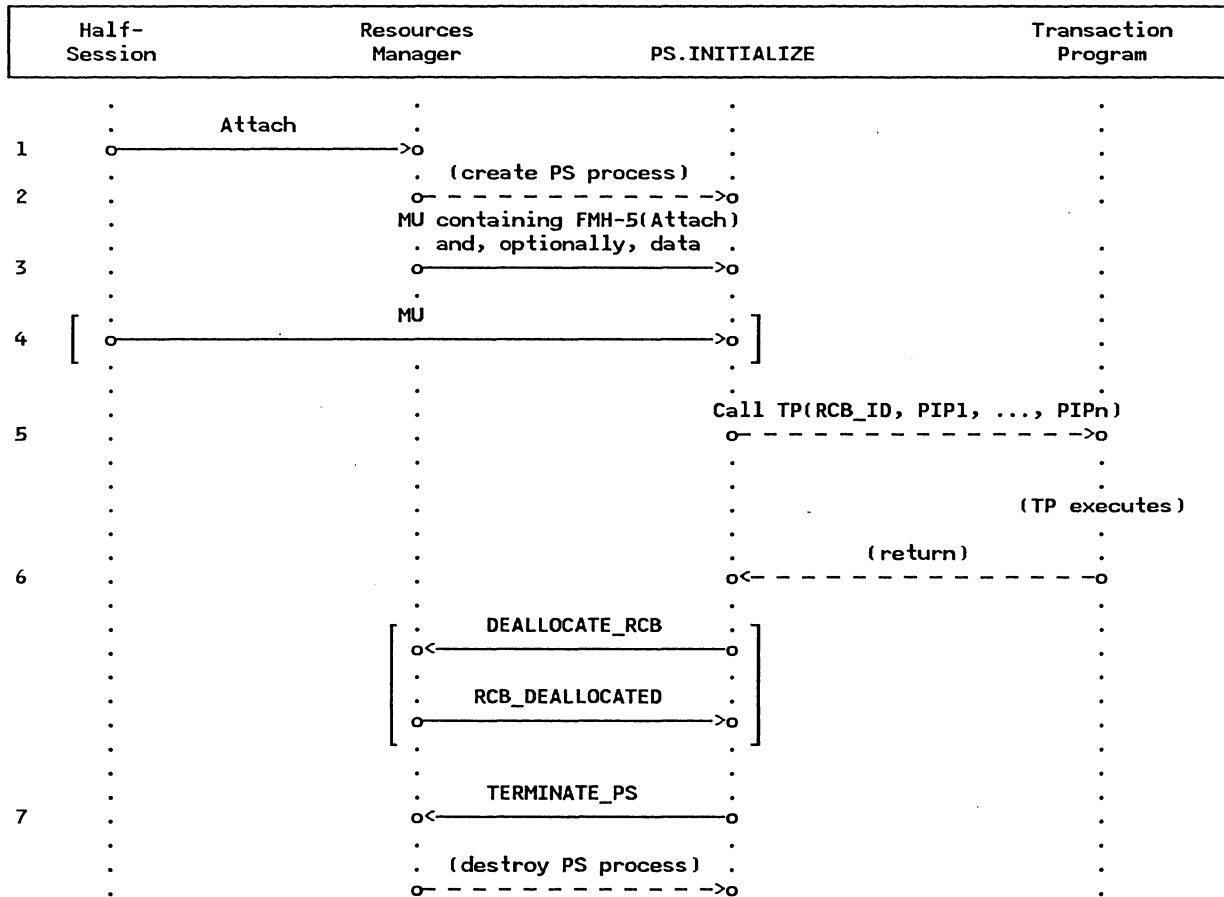 Half-Session
Resources Manager
PS.INITIALIZE
Transaction Program
Attach
1
(create PS process)
2
MU containing FMH-5(Attach)
and, optionally, data
3
MU
4
Call TP(RCB_ID, PIP1, ..., PIPn)
5
(TP executes)
(return)
6
DEALLOCATE_RCB
RCB_DEALLOCATED
TERMINATE_PS
7
(destroy PS process)